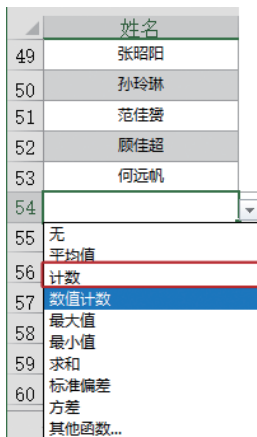 姓名
49 张昭阳
50 孙玲琳
51 范佳赟
52 顾佳超
53 何远帆
54
55 无
平均值
56 计数
57 数值计数
最大值
58 最小值
59 求和
60 标准偏差
方差
其他函数...